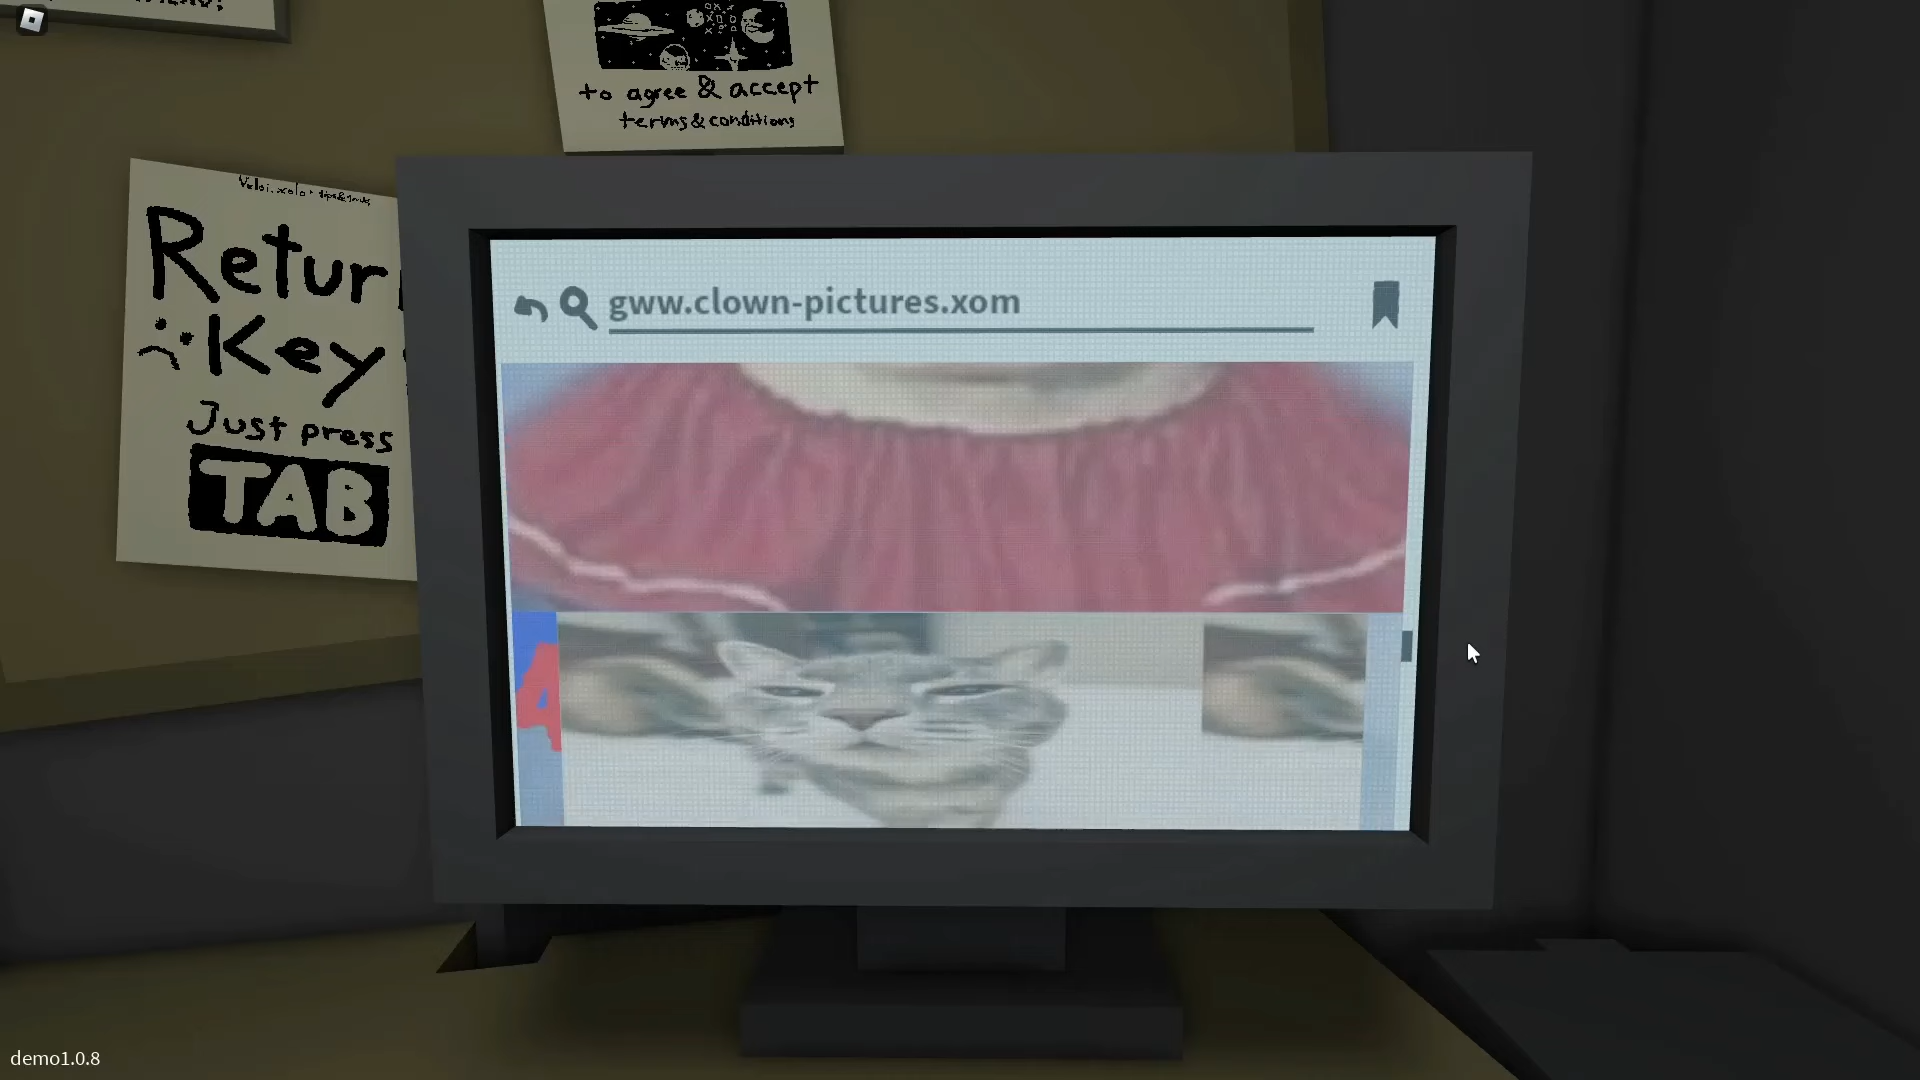 to agree & accept
terms & conditions
Retur
Key
Just press
TAB
gww.clown-pictures.xom
4
demo1.0.8